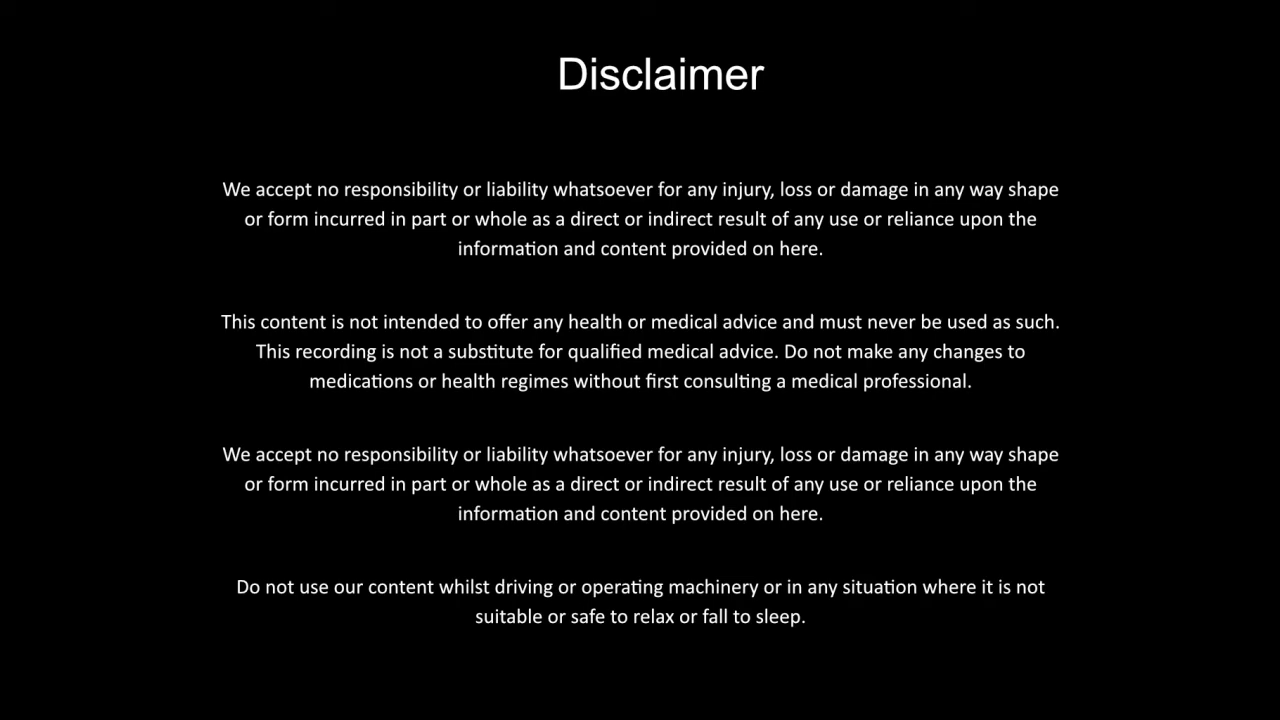 Disclaimer
We accept no responsibility or liability whatsoever for any injury, loss or damage in any way shape
or form incurred in part or whole as a direct or indirect result of any use or reliance upon the
information and content provided on here.
This content is not intended to offer any health or medical advice and must never be used as such.
This recording is not a substitute for qualified medical advice. Do not make any changes to
medications or health regimes without first consulting a medical professional.
We accept no responsibility or liability whatsoever for any injury, loss or damage in any way shape
or form incurred in part or whole as a direct or indirect result of any use or reliance upon the
information and content provided on here.
Do not use our content whilst driving or operating machinery or in any situation where it is not
suitable or safe to relax or fall to sleep.